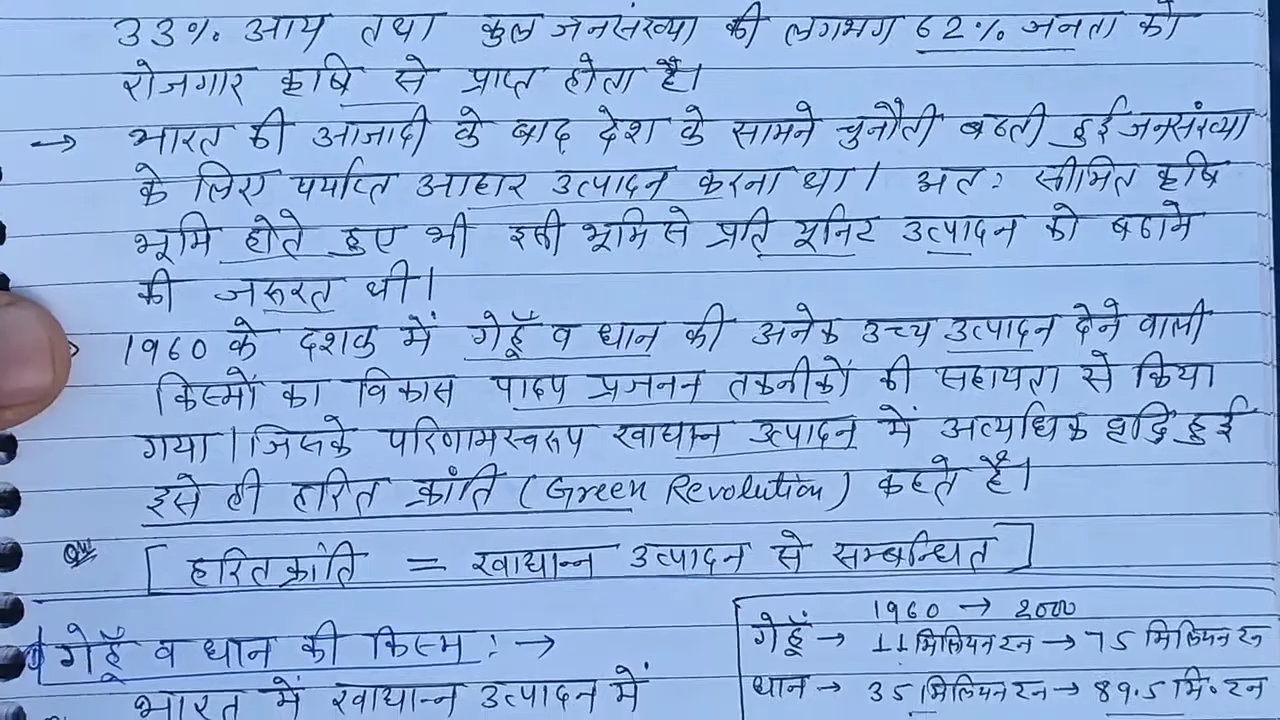 33% आय तथा कुल जनसंख्या की लगभग 62% जनता को
रोजगार कृषि से प्राप्त होता है।
→ भारत की आजादी के बाद देश के सामने चुनौती बढती हुई जनसंख्या
के लिए पर्याप्त आहार उत्पादन करना था। अतः सीमित कृषि
भूमि होते हुए भी इसी भूमि से प्रति यूनिट उत्पादन को बढाने
की जरूरत थी।
1960 के दशक में गेहूँ व धान की अनेक उच्च उत्पादन देने वाली
किस्मों का विकास पादप प्रजनन तकनीकों की सहायता से किया
गया। जिसके परिणामस्वरूप खाद्यान्न उत्पादन में अत्यधिक वृद्धि हुई
इसे ही हरित क्रांति (Green Revolution) कहते है।
Que हरितक्रांति = खाद्यान्न उत्पादन से सम्बन्धित
गेहूँ व धान की किस्म : →
भारत में खाद्यान्न उत्पादन में
1960 → 2000
गेहूँ → 11 मिलियन टन → 75 मिलियन टन
धान → 35 मिलियन टन → 89.5 मि॰ टन